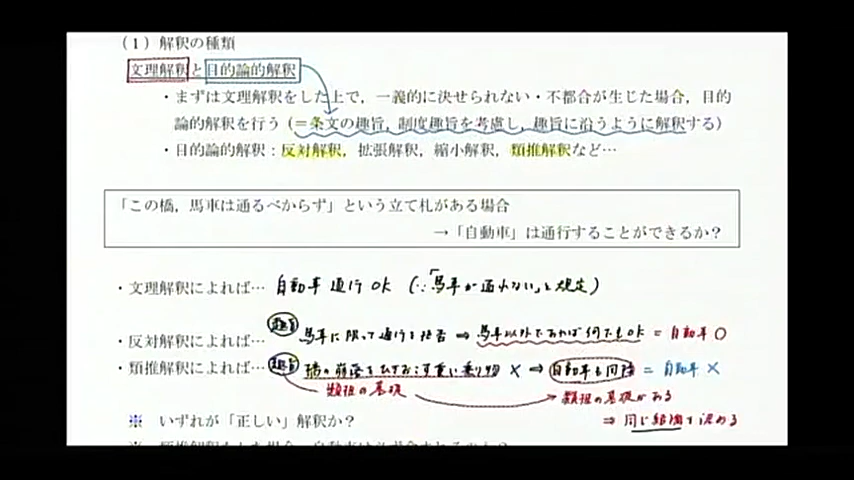 （1）解釈の種類
文理解釈と目的論的解釈
・まずは文理解釈をした上で，一義的に決せられない・不都合が生じた場合，目的
論的解釈を行う（＝条文の趣旨，制度趣旨を考慮し，趣旨に沿うように解釈する）
・目的論的解釈：反対解釈，拡張解釈，縮小解釈，類推解釈など…
「この橋，馬車は通るべからず」という立て札がある場合
→「自動車」は通行することができるか？
・文理解釈によれば… 自動車通行OK（∵「馬車が通れない」と規定）
・反対解釈によれば… 趣旨 馬車に限って通行を拒否 ⇒ 馬車以外であれば何でもOK = 自動車○
・類推解釈によれば… 趣旨 橋の崩落をひきおこす重い乗り物× ⇒ 自動車も同様 = 自動車×
類推の基礎
類推の基礎がある
⇒ 同じ結論を認める
※ いずれが「正しい」解釈か？